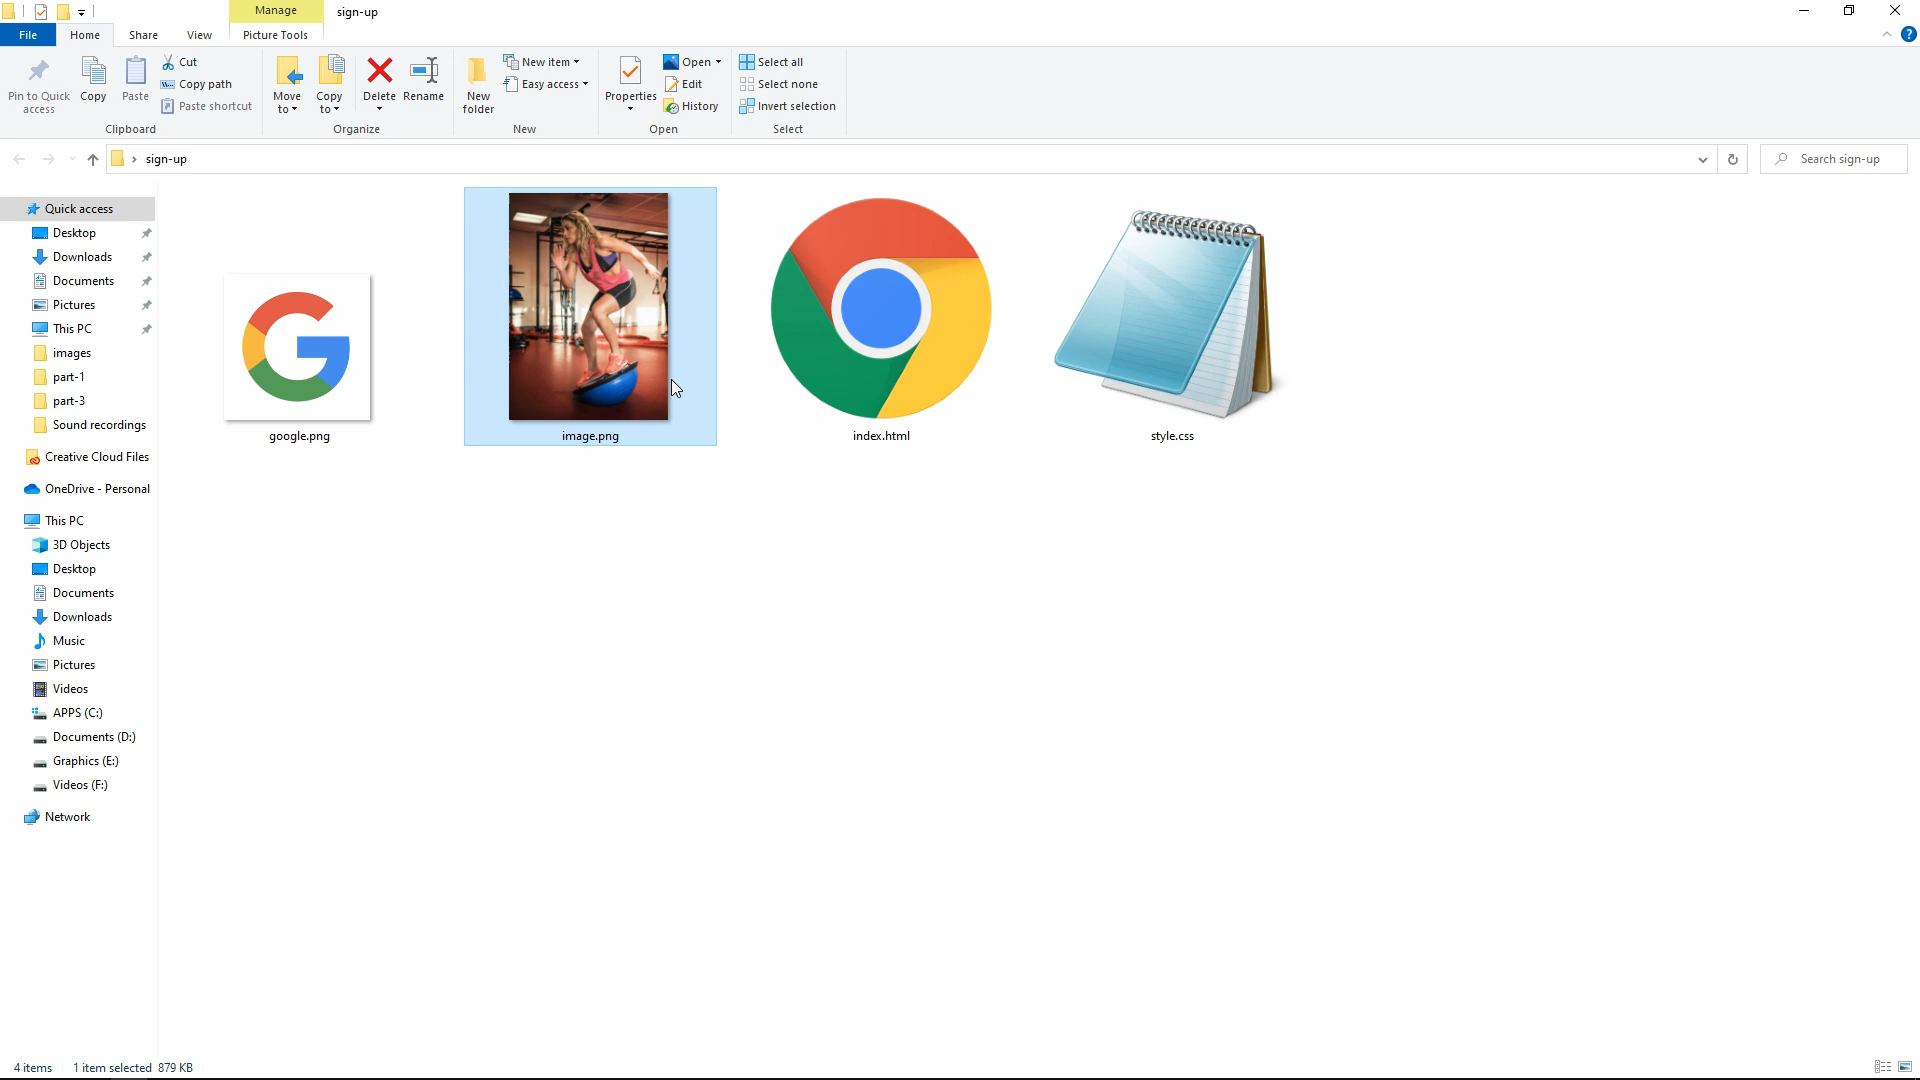 Manage
sign-up
File
Home
Share
View
Picture Tools
Pin to Quick
access
Copy
Paste
Cut
Copy path
Paste shortcut
Clipboard
Move
to
Copy
to
Delete
Rename
Organize
New
folder
New item
Easy access
New
Properties
Open
Edit
History
Open
Select all
Select none
Invert selection
Select
sign-up
Search sign-up
Quick access
Desktop
Downloads
Documents
Pictures
This PC
images
part-1
part-3
Sound recordings
Creative Cloud Files
OneDrive - Personal
This PC
3D Objects
Desktop
Documents
Downloads
Music
Pictures
Videos
APPS (C:)
Documents (D:)
Graphics (E:)
Videos (F:)
Network
google.png
image.png
index.html
style.css
4 items
1 item selected 879 KB